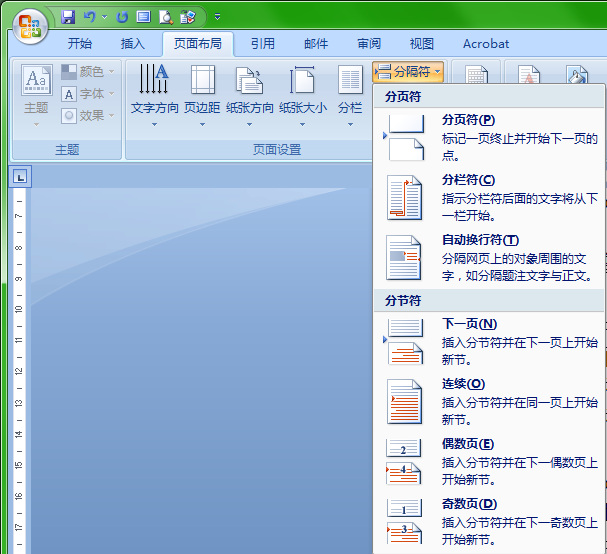 开始 插入 页面布局 引用 邮件 审阅 视图 Acrobat
Aa
主题
颜色
A 字体
效果
文字方向 页边距 纸张方向 纸张大小 分栏
分隔符
主题 页面设置
分页符
分页符(P)
标记一页终止并开始下一页的
点。
分栏符(C)
指示分栏符后面的文字将从下
一栏开始。
自动换行符(T)
分隔网页上的对象周围的文
字，如分隔题注文字与正文。
分节符
下一页(N)
插入分节符并在下一页上开始
新节。
连续(O)
插入分节符并在同一页上开始
新节。
偶数页(E)
插入分节符并在下一偶数页上
开始新节。
2
4
奇数页(D)
插入分节符并在下一奇数页上
开始新节。
1
3
L
7
8
9
10
11
12
13
14
15
16
17